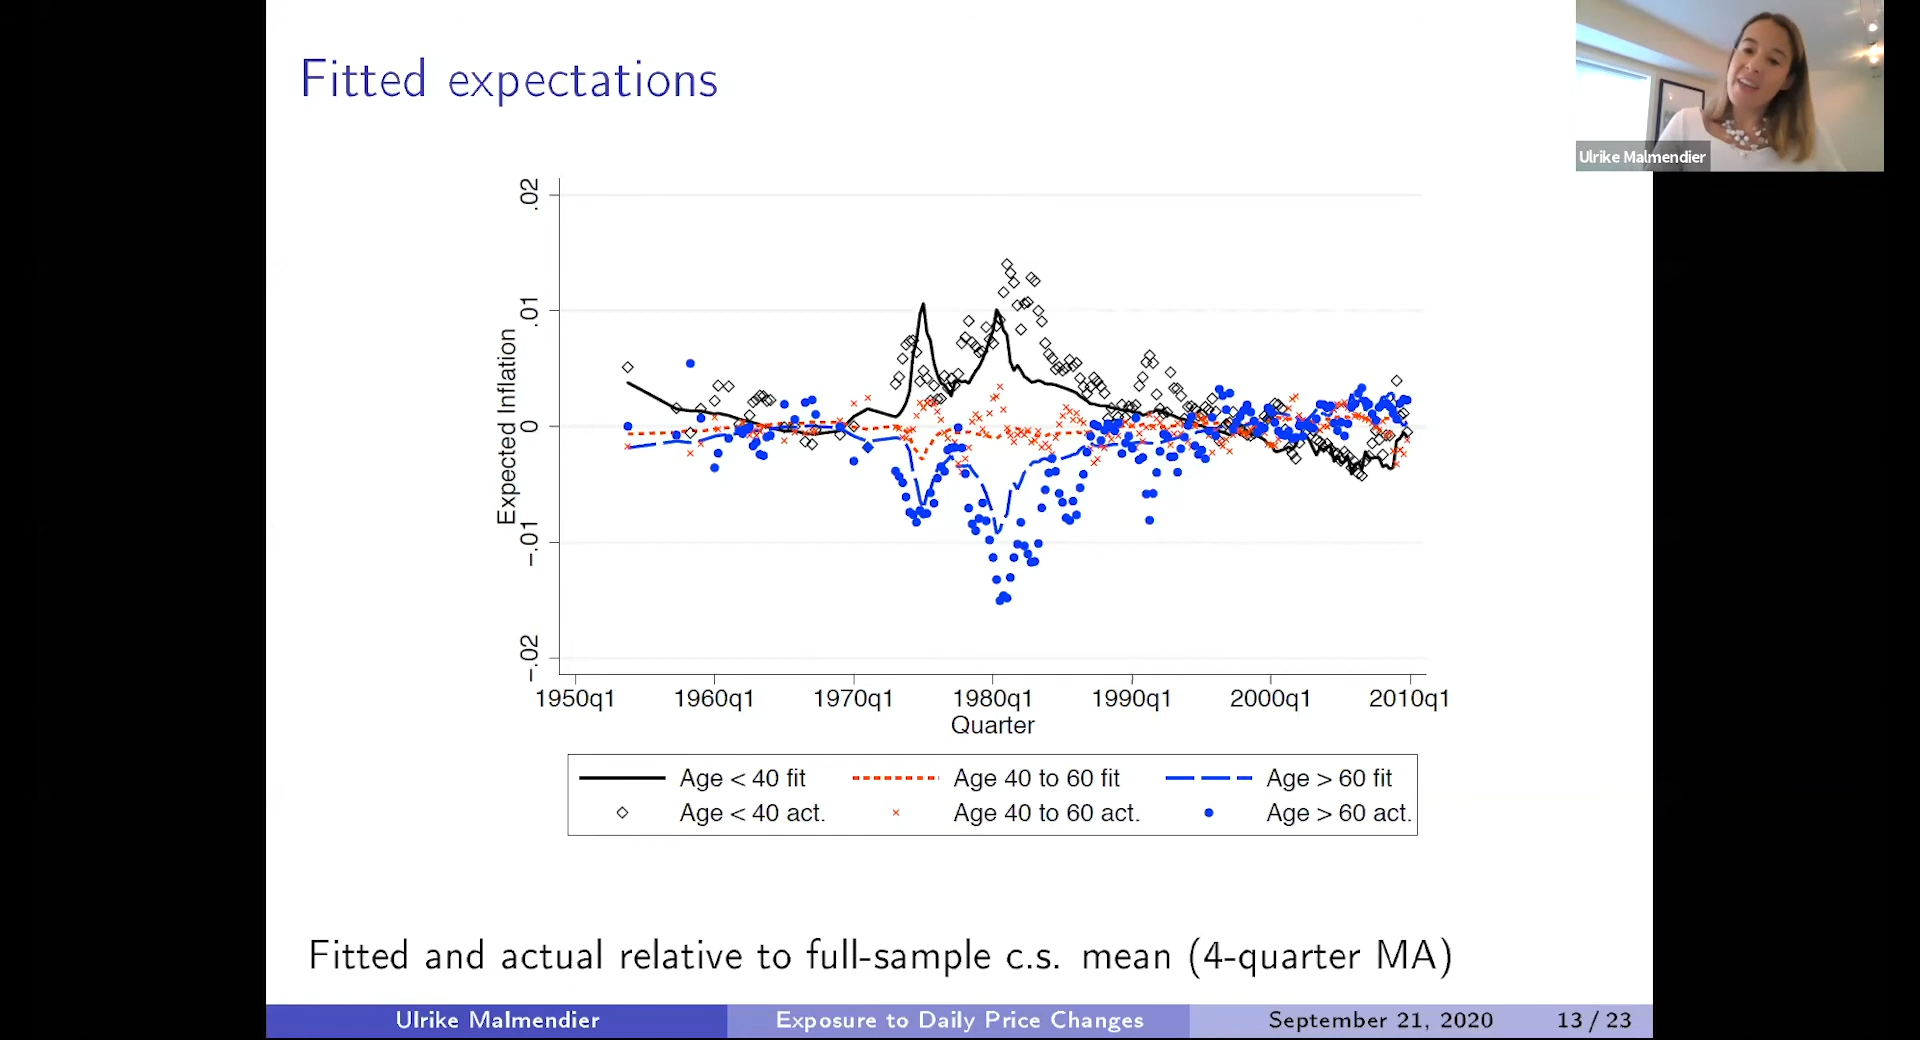 Fitted expectations
Ulrike Malmendier
.02
.01
0
-.01
-.02
Expected Inflation
1950q1 1960q1 1970q1 1980q1 1990q1 2000q1 2010q1
Quarter
Age < 40 fit Age 40 to 60 fit Age > 60 fit
Age < 40 act. Age 40 to 60 act. Age > 60 act.
Fitted and actual relative to full-sample c.s. mean (4-quarter MA)
Ulrike Malmendier Exposure to Daily Price Changes September 21, 2020 13 / 23